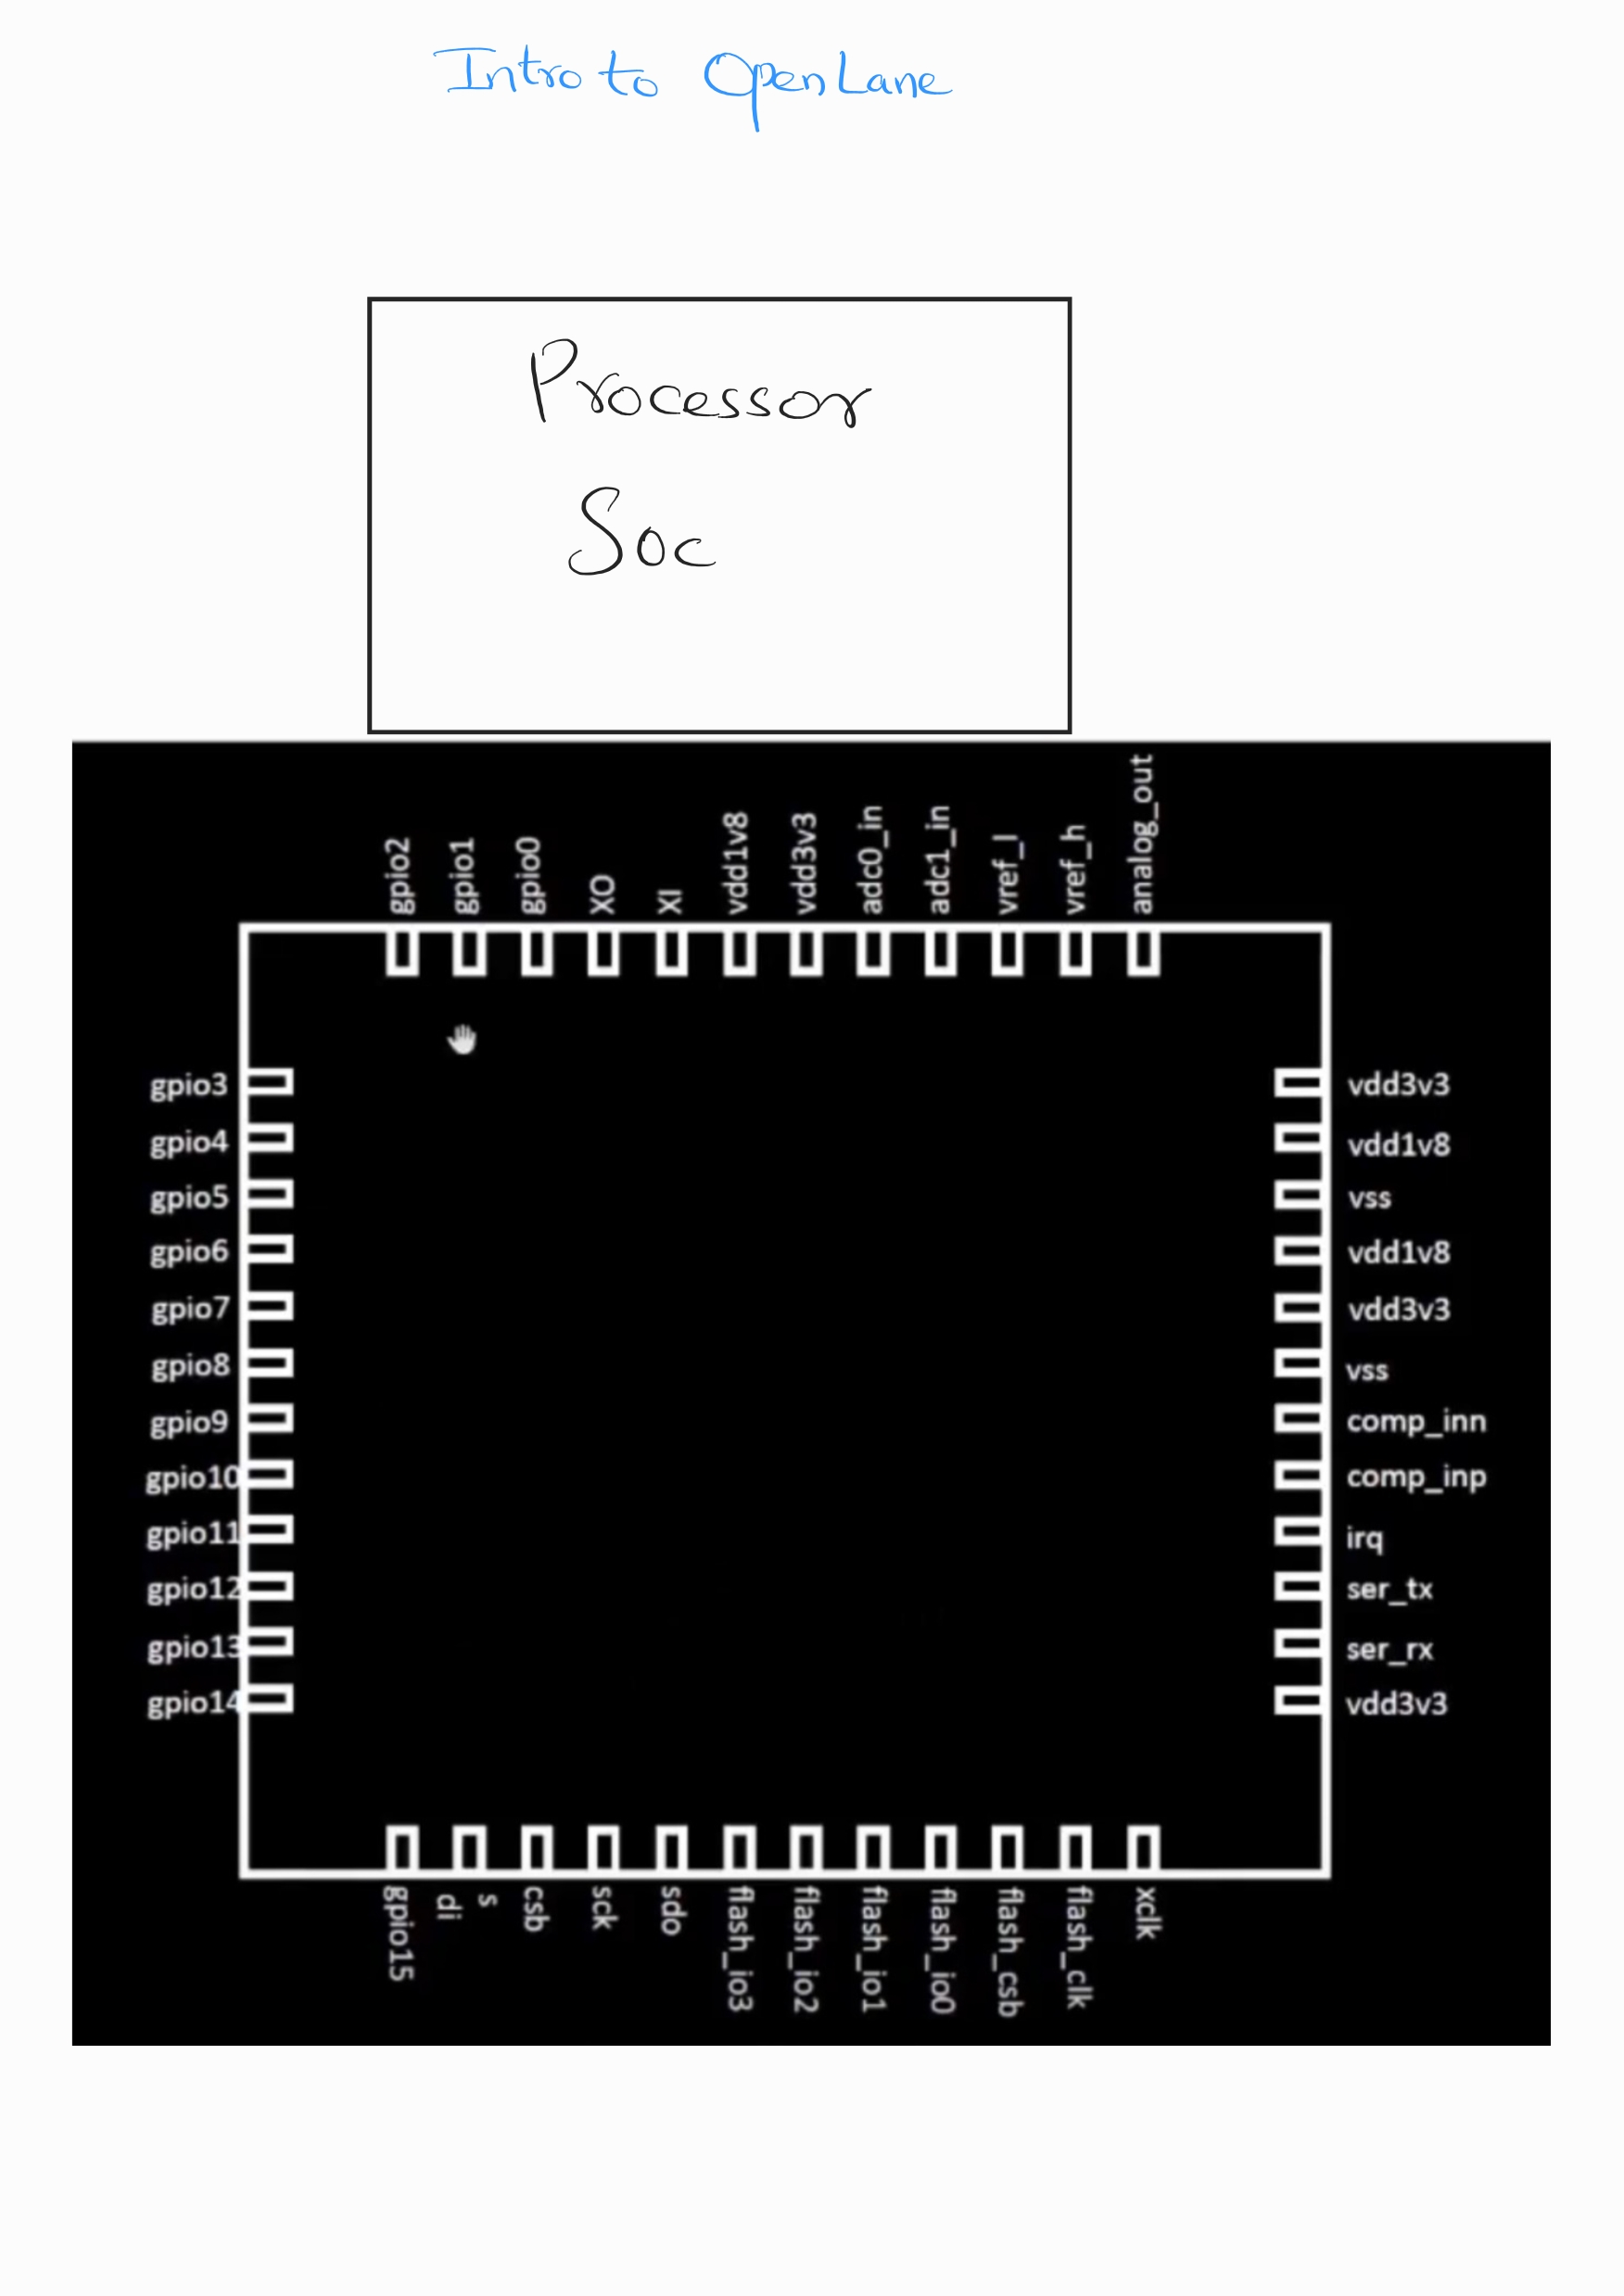 Intro to OpenLane
Processor
Soc
gpio2
gpio1
gpio0
XO
XI
vdd1v8
vdd3v3
adc0_in
adc1_in
vref_l
vref_h
analog_out
gpio3
gpio4
gpio5
gpio6
gpio7
gpio8
gpio9
gpio10
gpio11
gpio12
gpio13
gpio14
vdd3v3
vdd1v8
vss
vdd1v8
vdd3v3
vss
comp_inn
comp_inp
irq
ser_tx
ser_rx
vdd3v3
gpio15
s
di
csb
sck
sdo
flash_io3
flash_io2
flash_io1
flash_io0
flash_csb
flash_clk
xclk